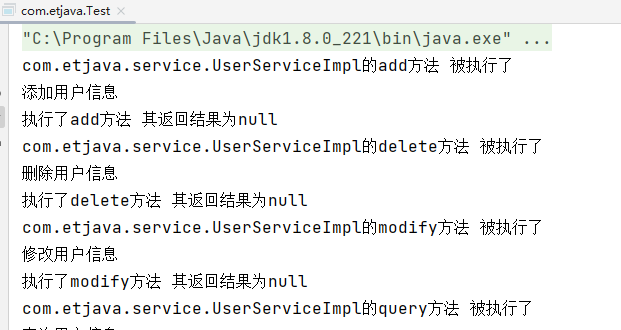 com.etjava.Test
"C:\Program Files\Java\jdk1.8.0_221\bin\java.exe" ...
com.etjava.service.UserServiceImpl的add方法 被执行了
添加用户信息
执行了add方法 其返回结果为null
com.etjava.service.UserServiceImpl的delete方法 被执行了
删除用户信息
执行了delete方法 其返回结果为null
com.etjava.service.UserServiceImpl的modify方法 被执行了
修改用户信息
执行了modify方法 其返回结果为null
com.etjava.service.UserServiceImpl的query方法 被执行了